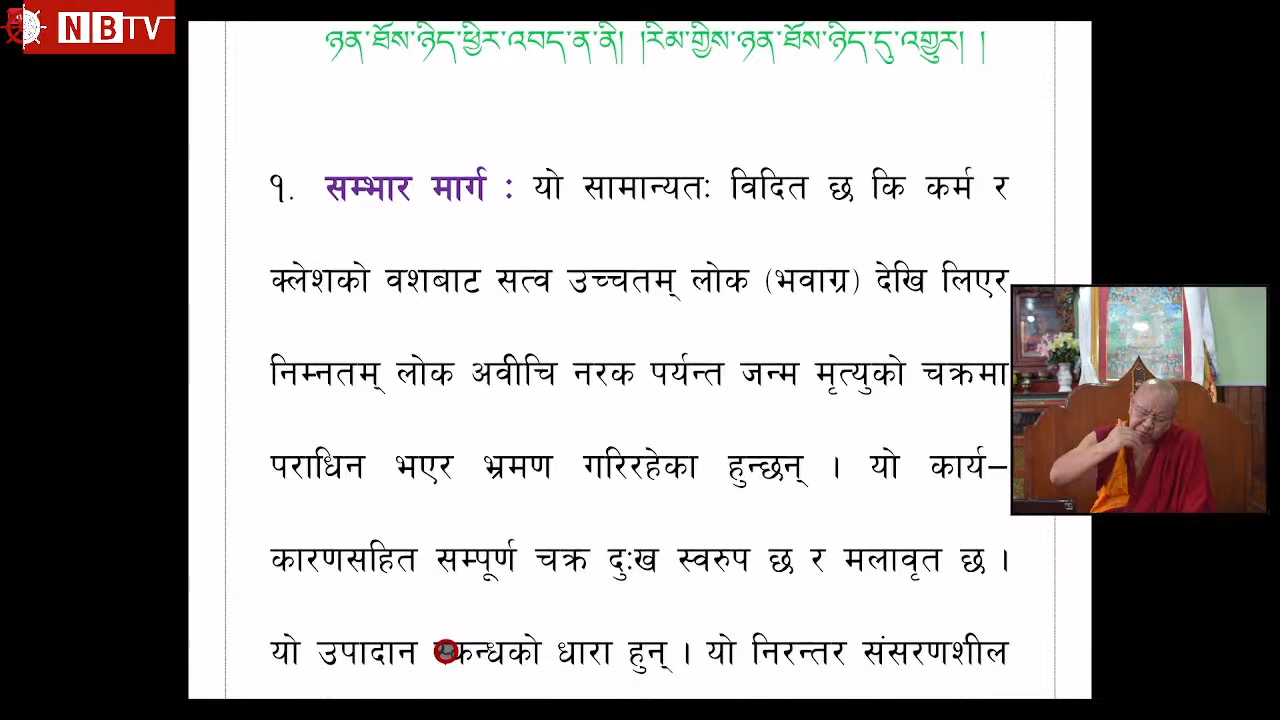 NBTV
ཉན་ཐོས་ཉིད་ཕྱིར་འབད་ན་ནི། །རིམ་གྱིས་ཉན་ཐོས་ཉིད་དུ་འགྱུར། །
१. सम्भार मार्ग : यो सामान्यतः विदित छ कि कर्म र
क्लेशको वशबाट सत्व उच्चतम् लोक (भवाग्र) देखि लिएर
निम्नतम् लोक अवीचि नरक पर्यन्त जन्म मृत्युको चक्रमा
पराधिन भएर भ्रमण गरिरहेका हुन्छन् । यो कार्य–
कारणसहित सम्पूर्ण चक्र दुःख स्वरुप छ र मलावृत छ ।
यो उपादान स्कन्धको धारा हुन् । यो निरन्तर संसरणशील